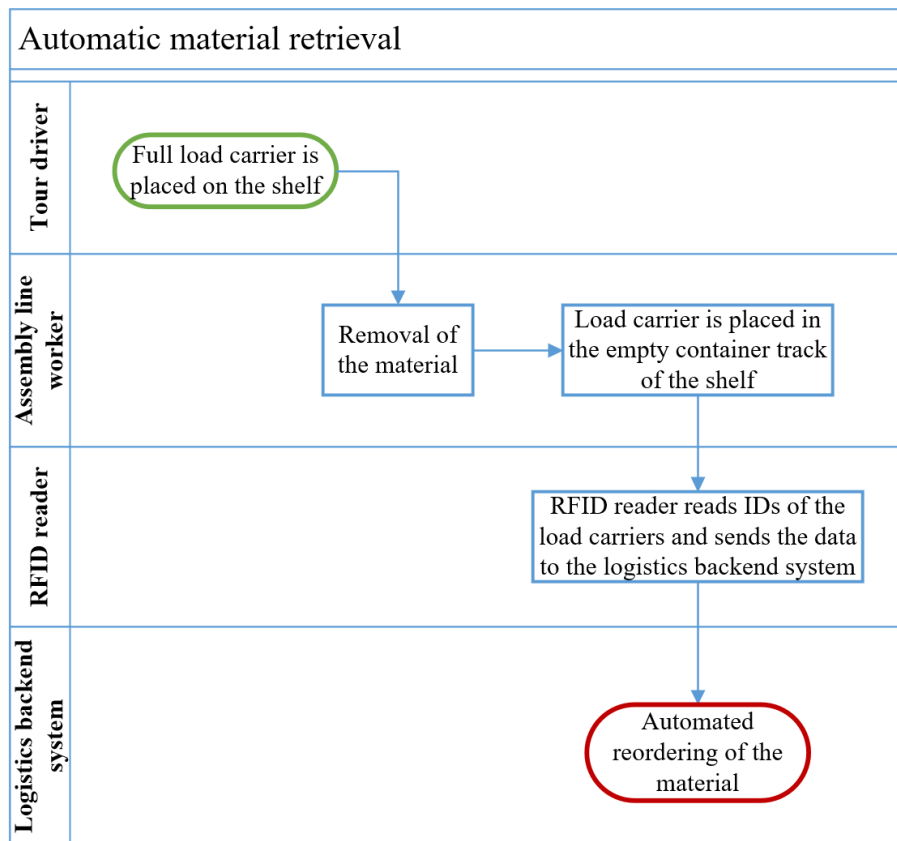 Automatic material retrieval
Tour driver
Full load carrier is
placed on the shelf
Assembly line
worker
Removal of
the material
Load carrier is placed in
the empty container track
of the shelf
RFID reader
RFID reader reads IDs of the
load carriers and sends the data
to the logistics backend system
Logistics backend
system
Automated
reordering of the
material